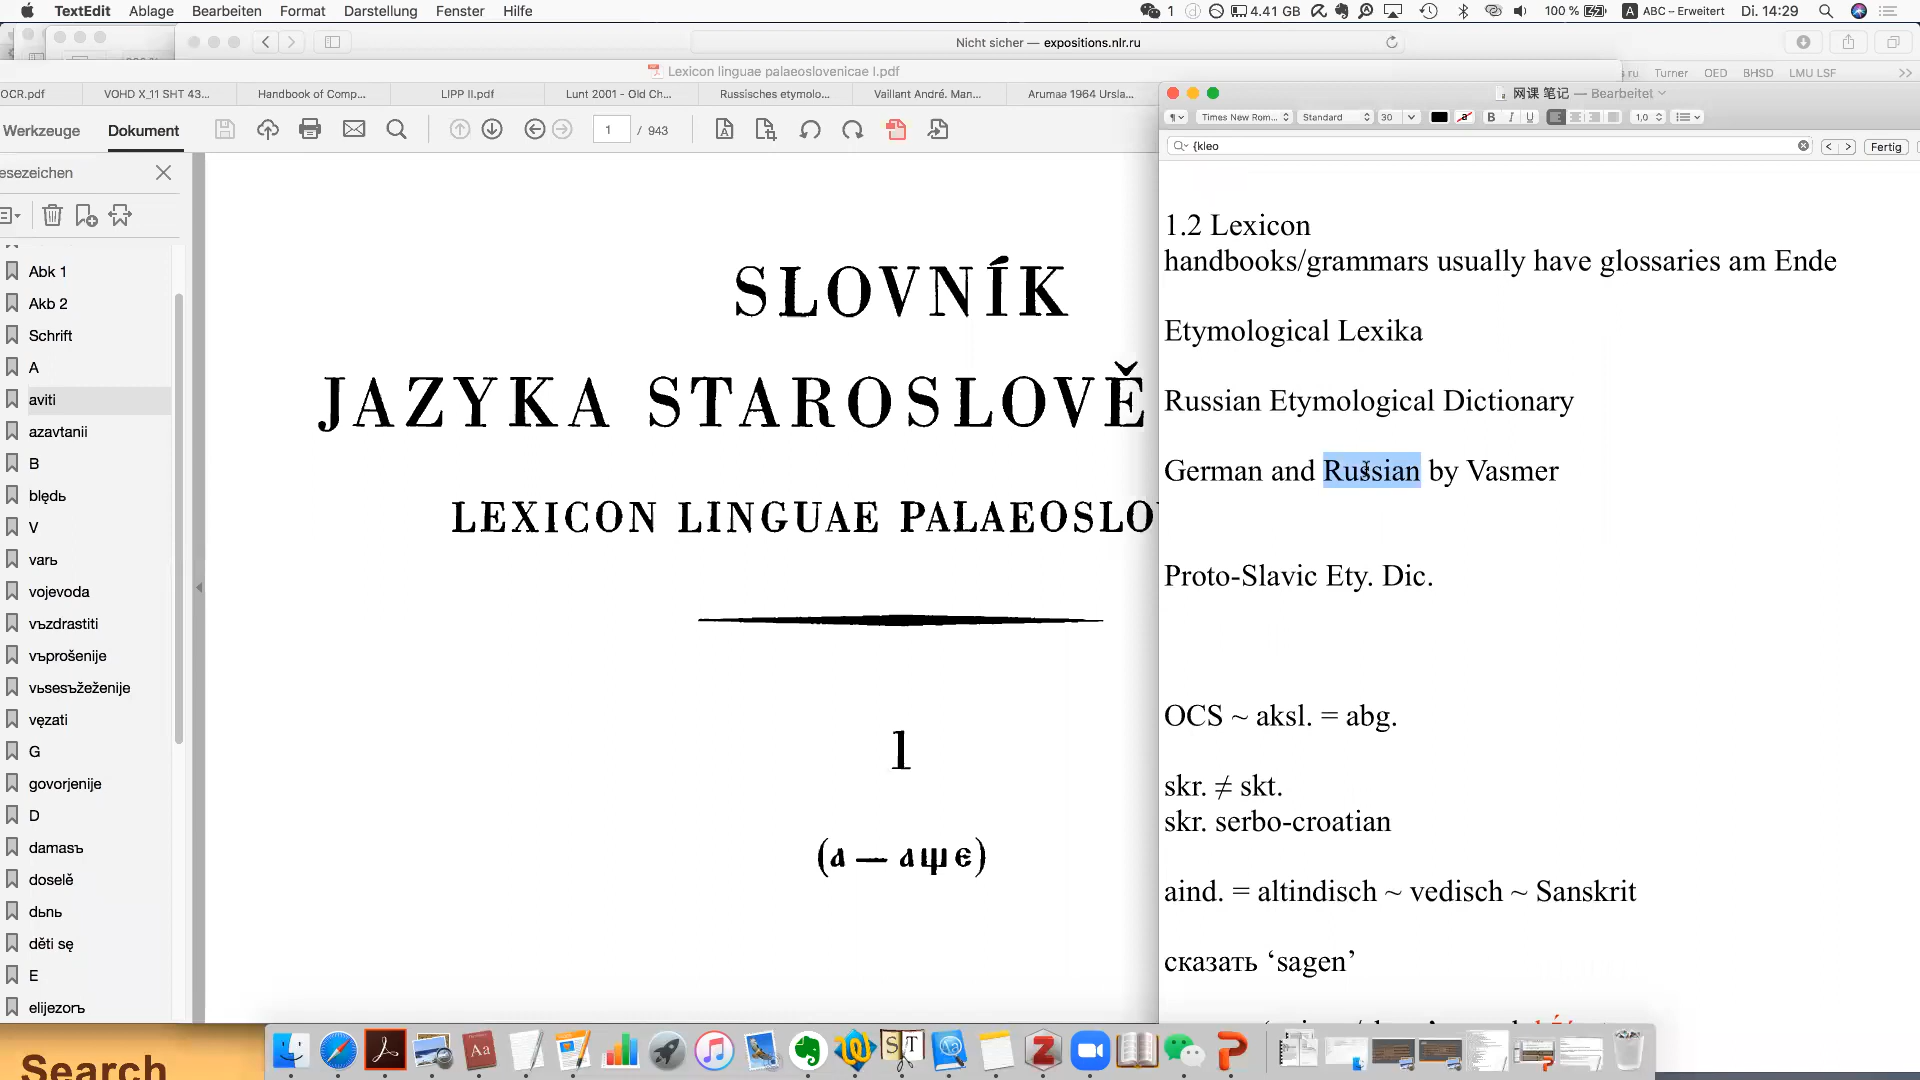 TextEdit Ablage Bearbeiten Format Darstellung Fenster Hilfe 1 4.41 GB 100 % ABC – Erweitert Di. 14:29
Nicht sicher — expositions.nlr.ru
Lexicon linguae palaeoslovenicae I.pdf
ru Turner OED BHSD LMU LSF
OCR.pdf VOHD X_11 SHT 43... Handbook of Comp... LIPP II.pdf Lunt 2001 - Old Ch... Russisches etymolo... Vaillant André. Man... Arumaa 1964 Ursla...
网课 笔记 — Bearbeitet
Werkzeuge Dokument 1 / 943
Times New Rom... Standard 30 B I U 1,0
{kleo Fertig
esezeichen
Abk 1
Akb 2
Schrift
A
aviti
azavtanii
B
blędь
V
varь
vojevoda
vъzdrastiti
vъprošenije
vьsesъžeženije
vęzati
G
govorjenije
D
damasъ
doselě
dьnь
děti sę
E
elijezorъ
SLOVNÍK
JAZYKA STAROSLOVĚ
LEXICON LINGUAE PALAEOSLO
1
(а — аще)
1.2 Lexicon
handbooks/grammars usually have glossaries am Ende
Etymological Lexika
Russian Etymological Dictionary
German and Russian by Vasmer
Proto-Slavic Ety. Dic.
OCS ~ aksl. = abg.
skr. ≠ skt.
skr. serbo-croatian
aind. = altindisch ~ vedisch ~ Sanskrit
сказать ‘sagen’
Search